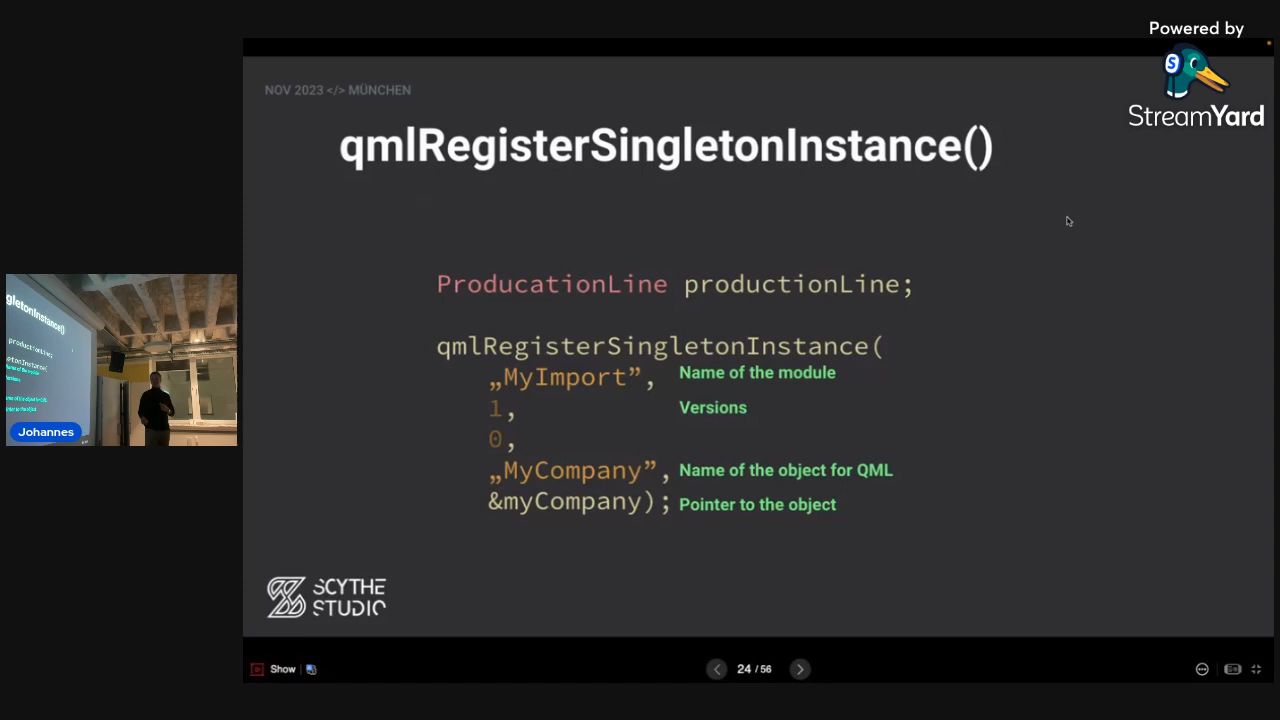 Powered by
StreamYard
NOV 2023 </> MÜNCHEN
qmlRegisterSingletonInstance()
ProducationLine productionLine;
qmlRegisterSingletonInstance(
„MyImport”, Name of the module
1, Versions
0,
„MyCompany”, Name of the object for QML
&myCompany); Pointer to the object
SCYTHE
STUDIO
Johannes
Show
24 / 56